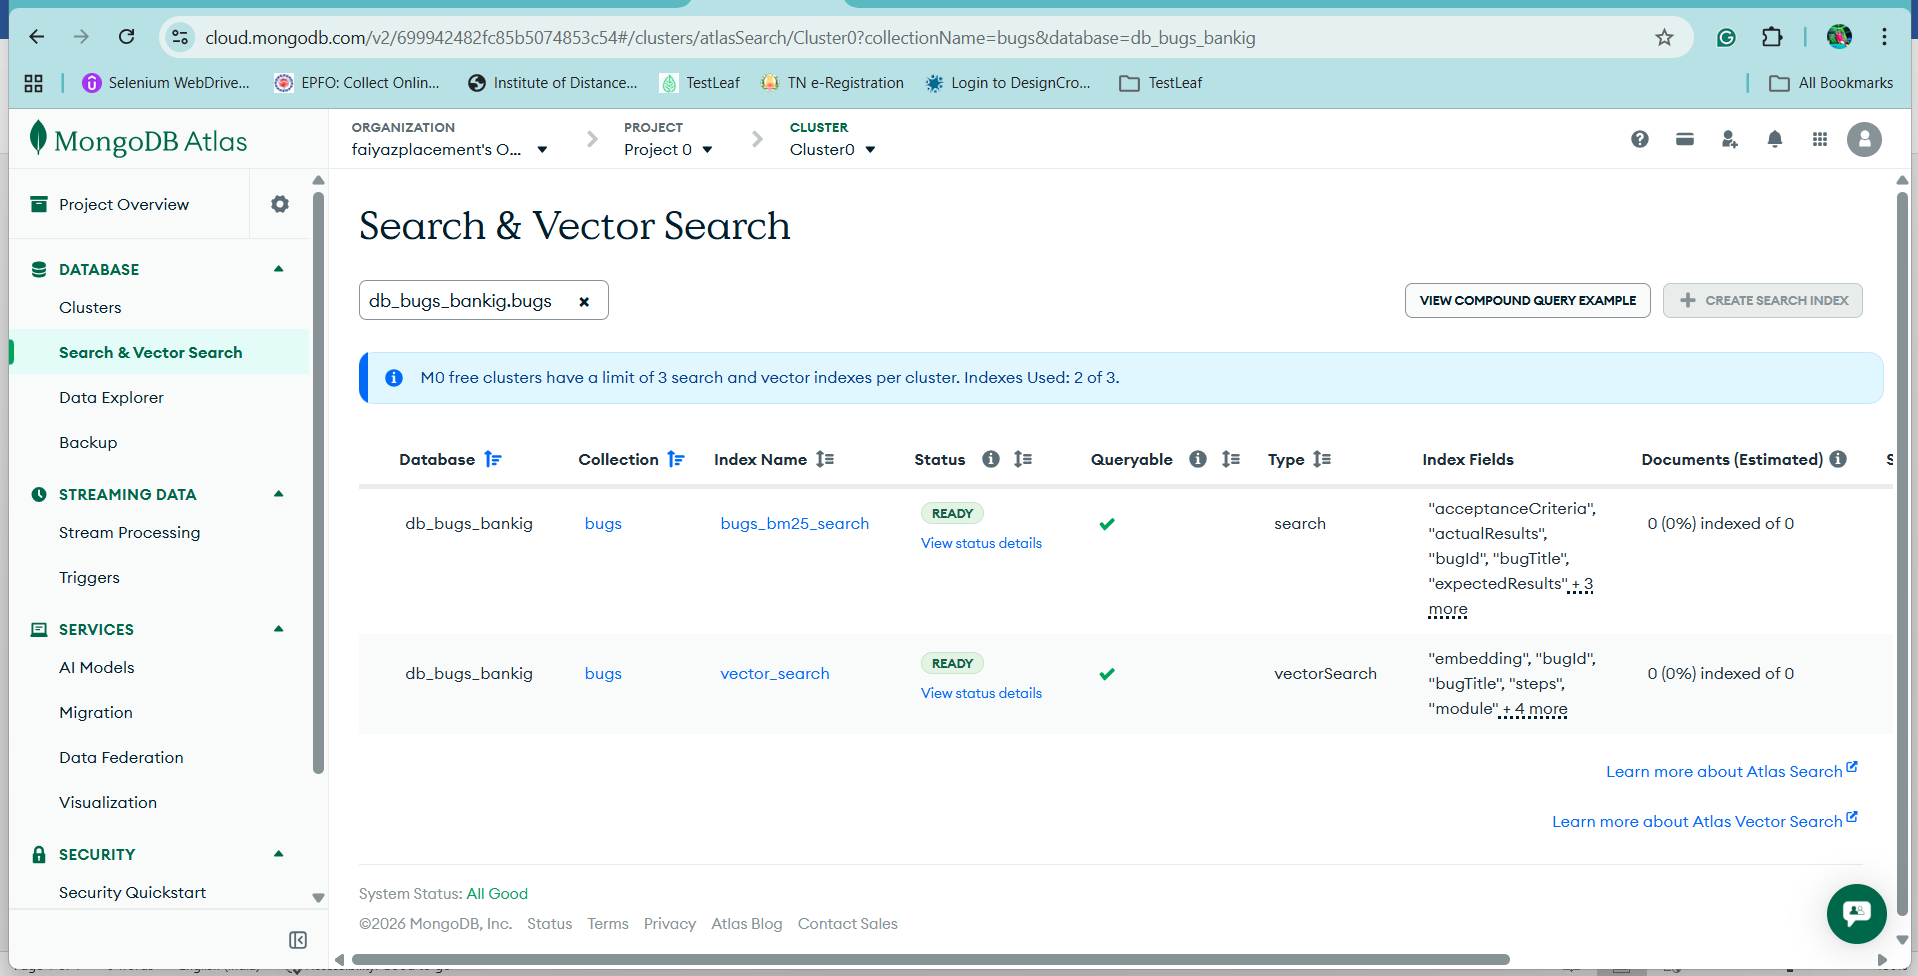 cloud.mongodb.com/v2/699942482fc85b5074853c54#/clusters/atlasSearch/Cluster0?collectionName=bugs&database=db_bugs_bankig
Selenium WebDrive...
EPFO: Collect Onlin...
Institute of Distance...
TestLeaf
TN e-Registration
Login to DesignCro...
TestLeaf
All Bookmarks
MongoDB Atlas
ORGANIZATION
faiyazplacement's O...
PROJECT
Project 0
CLUSTER
Cluster0
Project Overview
DATABASE
Clusters
Search & Vector Search
Data Explorer
Backup
STREAMING DATA
Stream Processing
Triggers
SERVICES
AI Models
Migration
Data Federation
Visualization
SECURITY
Security Quickstart
Search & Vector Search
db_bugs_bankig.bugs
VIEW COMPOUND QUERY EXAMPLE
CREATE SEARCH INDEX
M0 free clusters have a limit of 3 search and vector indexes per cluster. Indexes Used: 2 of 3.
Database Collection Index Name Status Queryable Type Index Fields Documents (Estimated) S
db_bugs_bankig
bugs
bugs_bm25_search
READY
View status details
search
"acceptanceCriteria",
"actualResults",
"bugId", "bugTitle",
"expectedResults" + 3
more
0 (0%) indexed of 0
db_bugs_bankig
bugs
vector_search
READY
View status details
vectorSearch
"embedding", "bugId",
"bugTitle", "steps",
"module" + 4 more
0 (0%) indexed of 0
Learn more about Atlas Search
Learn more about Atlas Vector Search
System Status: All Good
©2026 MongoDB, Inc. Status Terms Privacy Atlas Blog Contact Sales